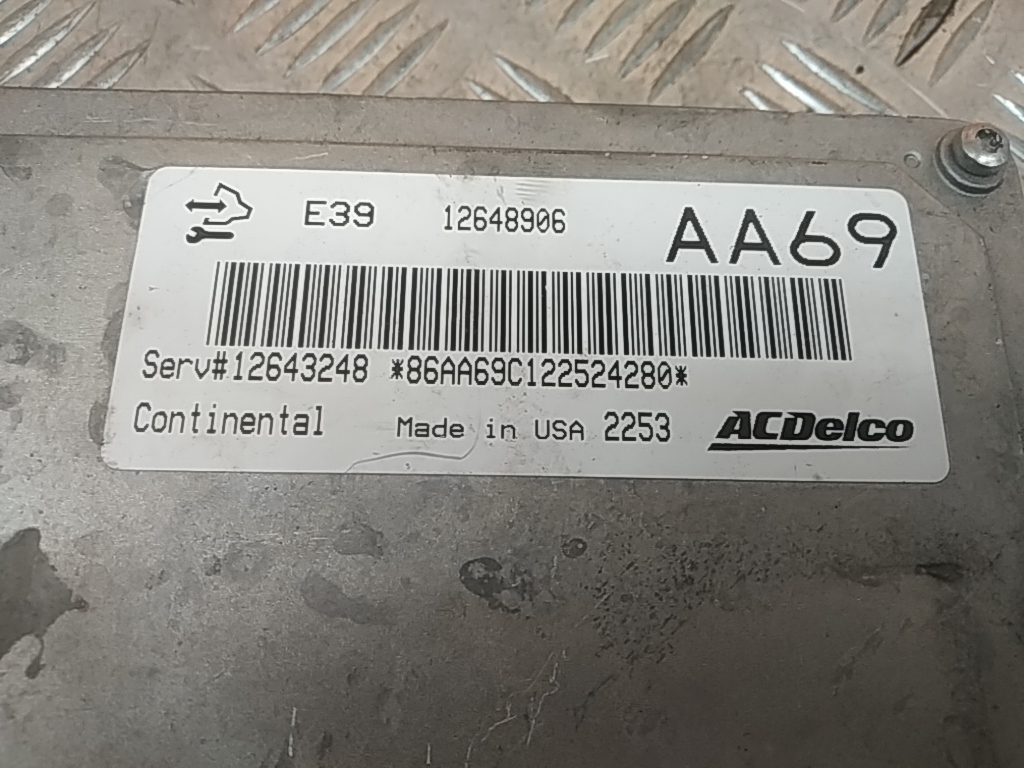 E39 12648906 AA69
Serv#12643248 *86AA69C122524280*
Continental Made in USA 2253 ACDelco